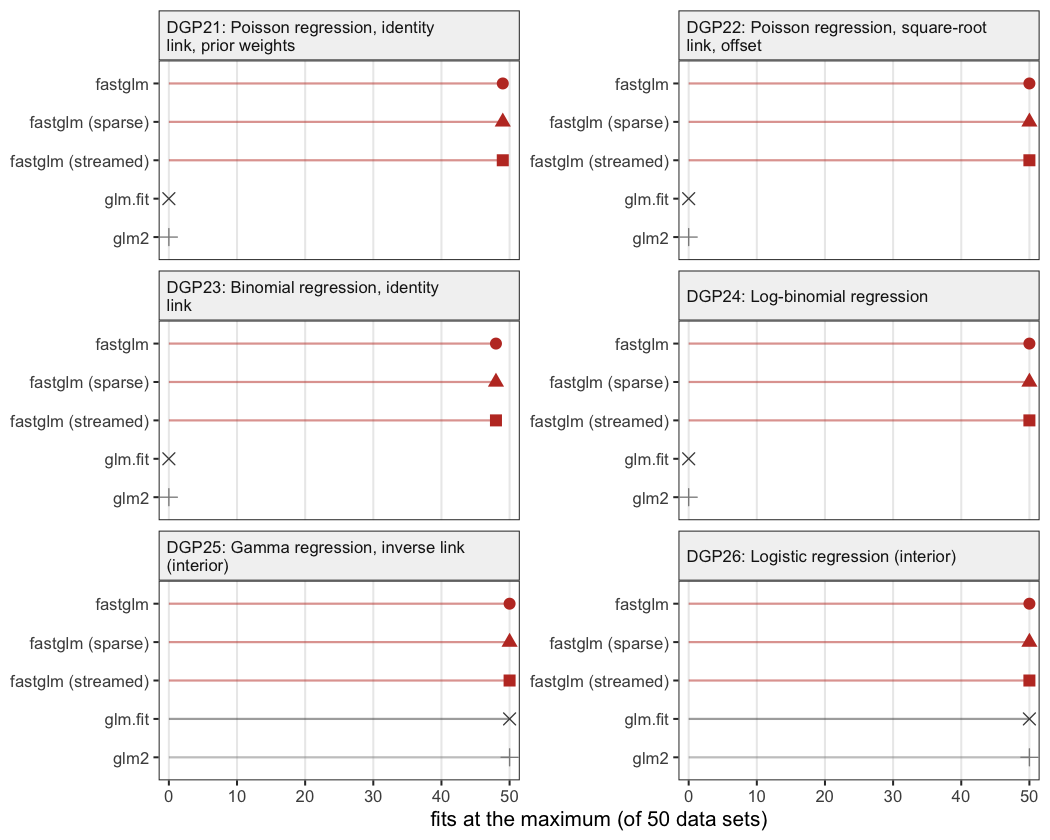 DGP21: Poisson regression, identity
link, prior weights
fastglm
fastglm (sparse)
fastglm (streamed)
glm.fit
glm2
DGP22: Poisson regression, square-root
link, offset
fastglm
fastglm (sparse)
fastglm (streamed)
glm.fit
glm2
DGP23: Binomial regression, identity
link
fastglm
fastglm (sparse)
fastglm (streamed)
glm.fit
glm2
DGP24: Log-binomial regression
fastglm
fastglm (sparse)
fastglm (streamed)
glm.fit
glm2
DGP25: Gamma regression, inverse link
(interior)
fastglm
fastglm (sparse)
fastglm (streamed)
glm.fit
glm2
0 10 20 30 40 50
DGP26: Logistic regression (interior)
fastglm
fastglm (sparse)
fastglm (streamed)
glm.fit
glm2
0 10 20 30 40 50
fits at the maximum (of 50 data sets)